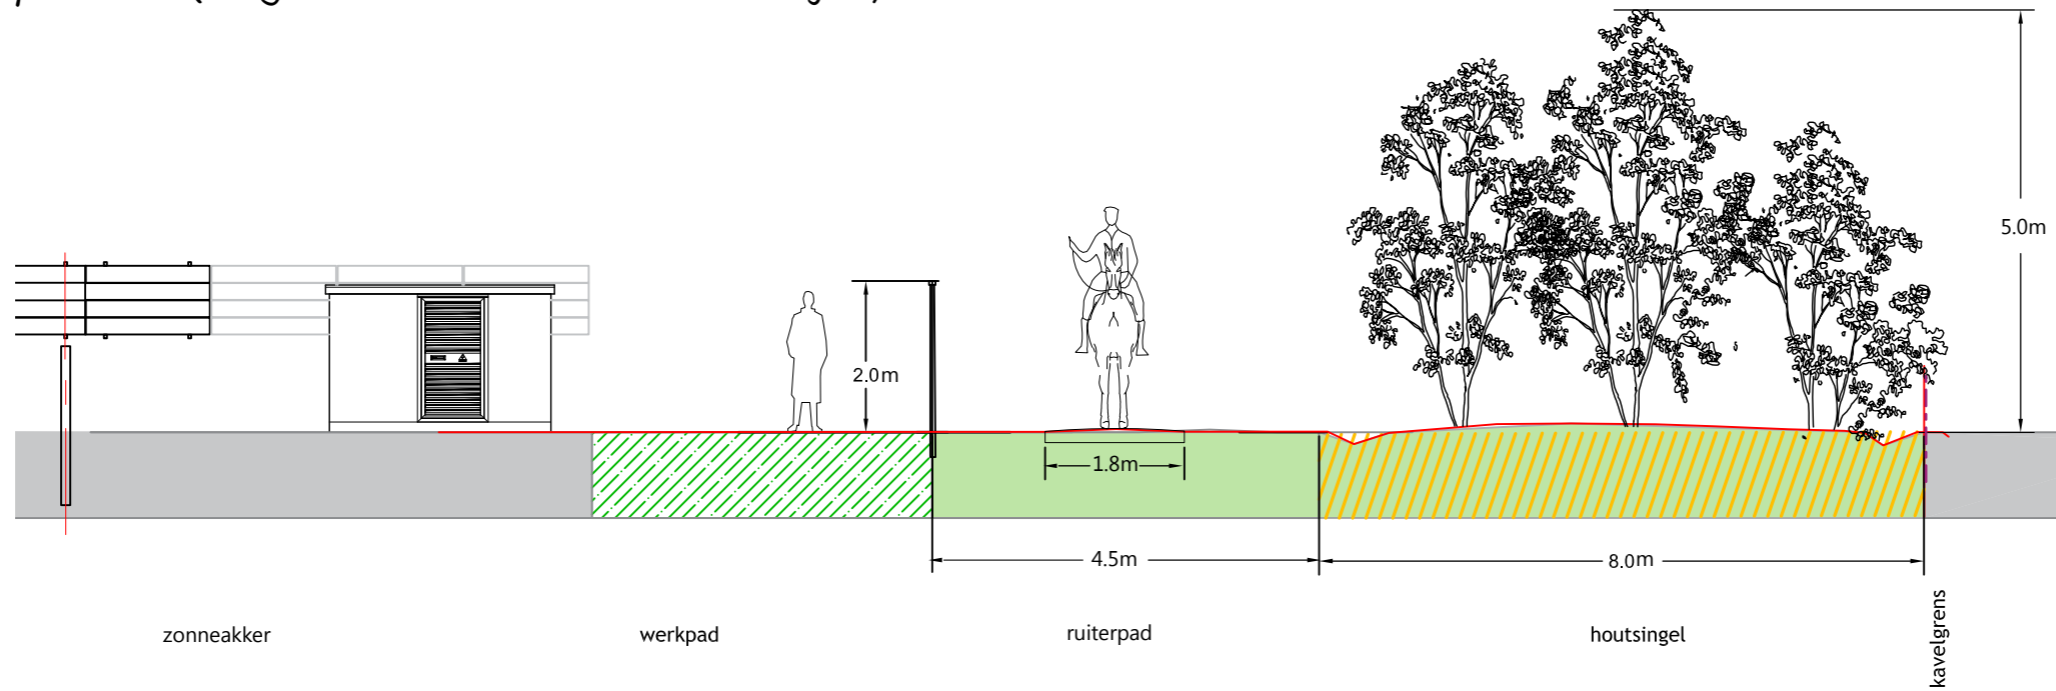 5.0m
2.0m
1.8m
4.5m
8.0m
zonneakker
werkpad
ruiterpad
houtsingel
kavelgrens